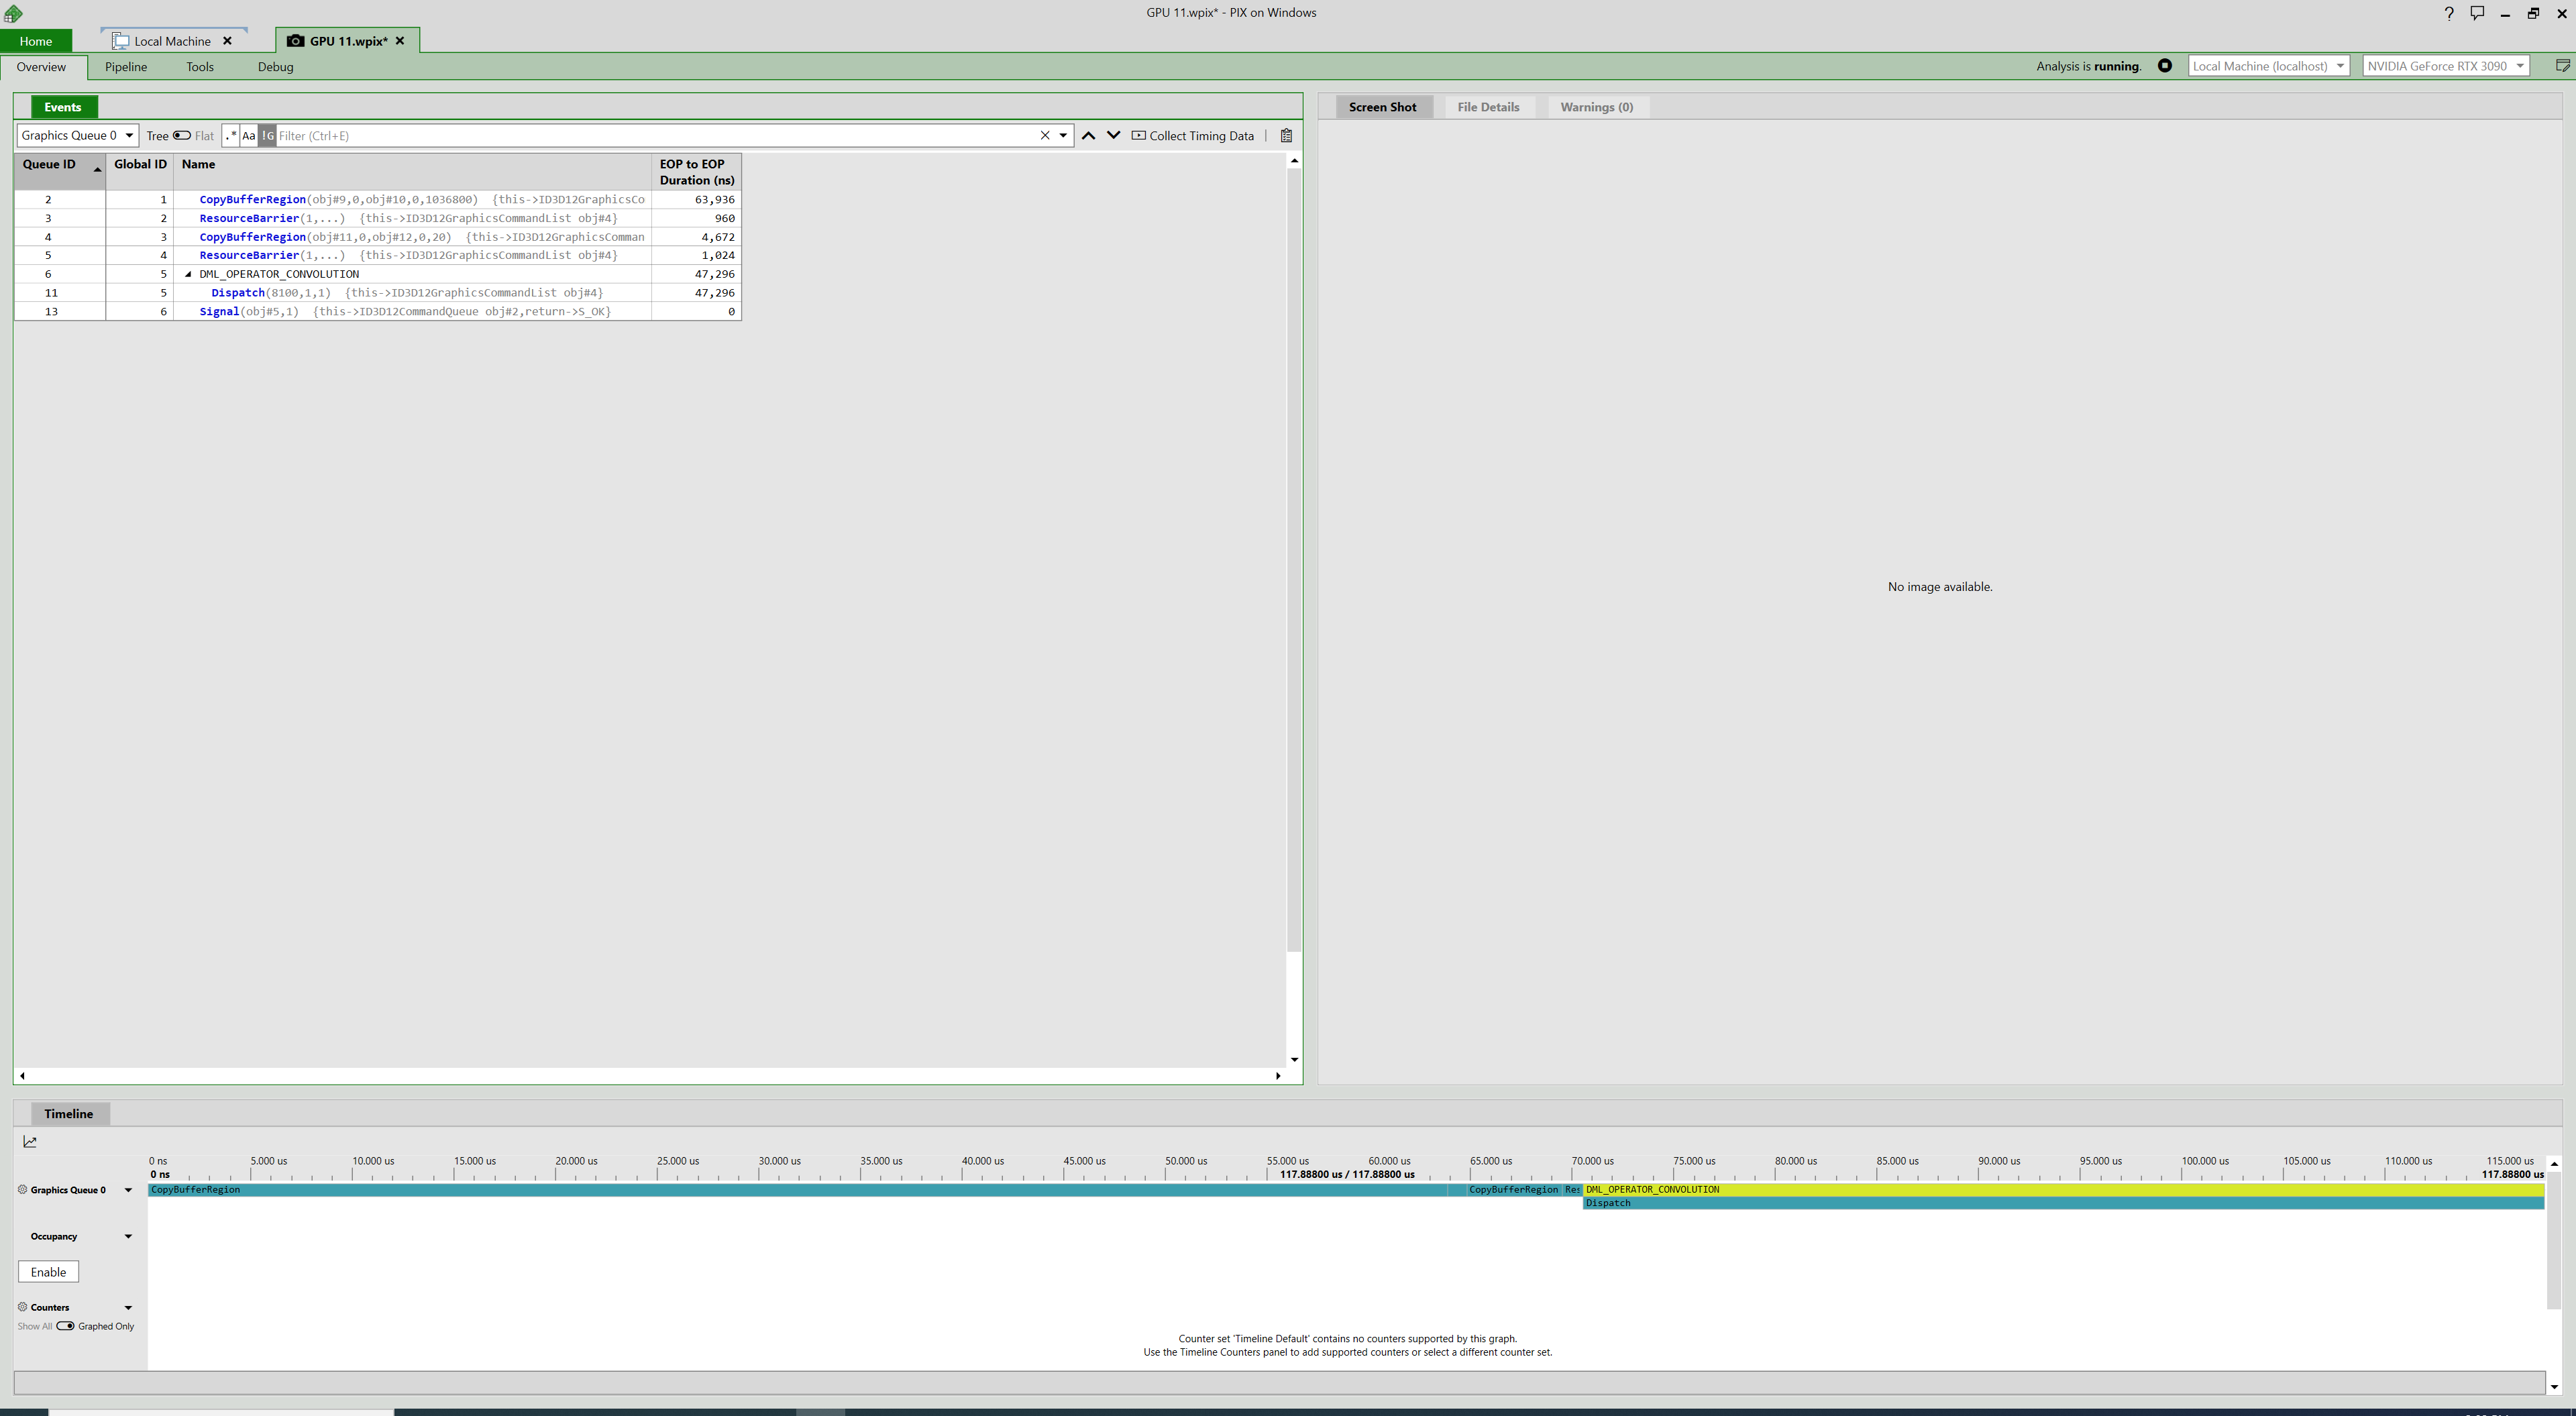 GPU 11.wpix* - PIX on Windows
Home
Local Machine
GPU 11.wpix*
Overview
Pipeline
Tools
Debug
Analysis is running.
Local Machine (localhost)
NVIDIA GeForce RTX 3090
Events
Graphics Queue 0
Tree
Flat
.*
Aa
!G
Filter (Ctrl+E)
Collect Timing Data
Queue ID Global ID Name EOP to EOP Duration (ns)
2 1 CopyBufferRegion(obj#9,0,obj#10,0,1036800) {this->ID3D12GraphicsCo 63,936
3 2 ResourceBarrier(1,...) {this->ID3D12GraphicsCommandList obj#4} 960
4 3 CopyBufferRegion(obj#11,0,obj#12,0,20) {this->ID3D12GraphicsComman 4,672
5 4 ResourceBarrier(1,...) {this->ID3D12GraphicsCommandList obj#4} 1,024
6 5 DML_OPERATOR_CONVOLUTION 47,296
11 5 Dispatch(8100,1,1) {this->ID3D12GraphicsCommandList obj#4} 47,296
13 6 Signal(obj#5,1) {this->ID3D12CommandQueue obj#2,return->S_OK} 0
Screen Shot
File Details
Warnings (0)
No image available.
Timeline
0 ns 5.000 us 10.000 us 15.000 us 20.000 us 25.000 us 30.000 us 35.000 us 40.000 us 45.000 us 50.000 us 55.000 us 60.000 us 65.000 us 70.000 us 75.000 us 80.000 us 85.000 us 90.000 us 95.000 us 100.000 us 105.000 us 110.000 us 115.000 us
0 ns 117.88800 us / 117.88800 us 117.88800 us
Graphics Queue 0
CopyBufferRegion CopyBufferRegion Res DML_OPERATOR_CONVOLUTION
Dispatch
Occupancy
Enable
Counters
Show All
Graphed Only
Counter set 'Timeline Default' contains no counters supported by this graph.
Use the Timeline Counters panel to add supported counters or select a different counter set.